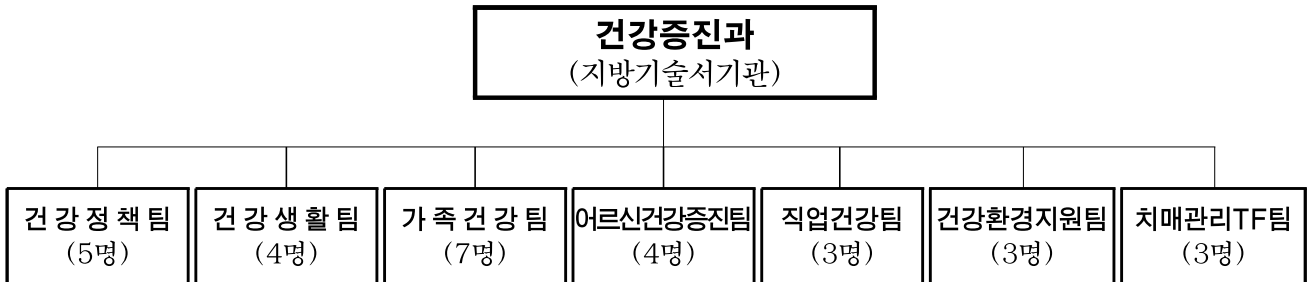 건강증진과
(지방기술서기관)
건강정책팀 건강생활팀 가족건강팀 어르신건강증진팀 직업건강팀 건강환경지원팀 치매관리TF팀
(5명) (4명) (7명) (4명) (3명) (3명) (3명)